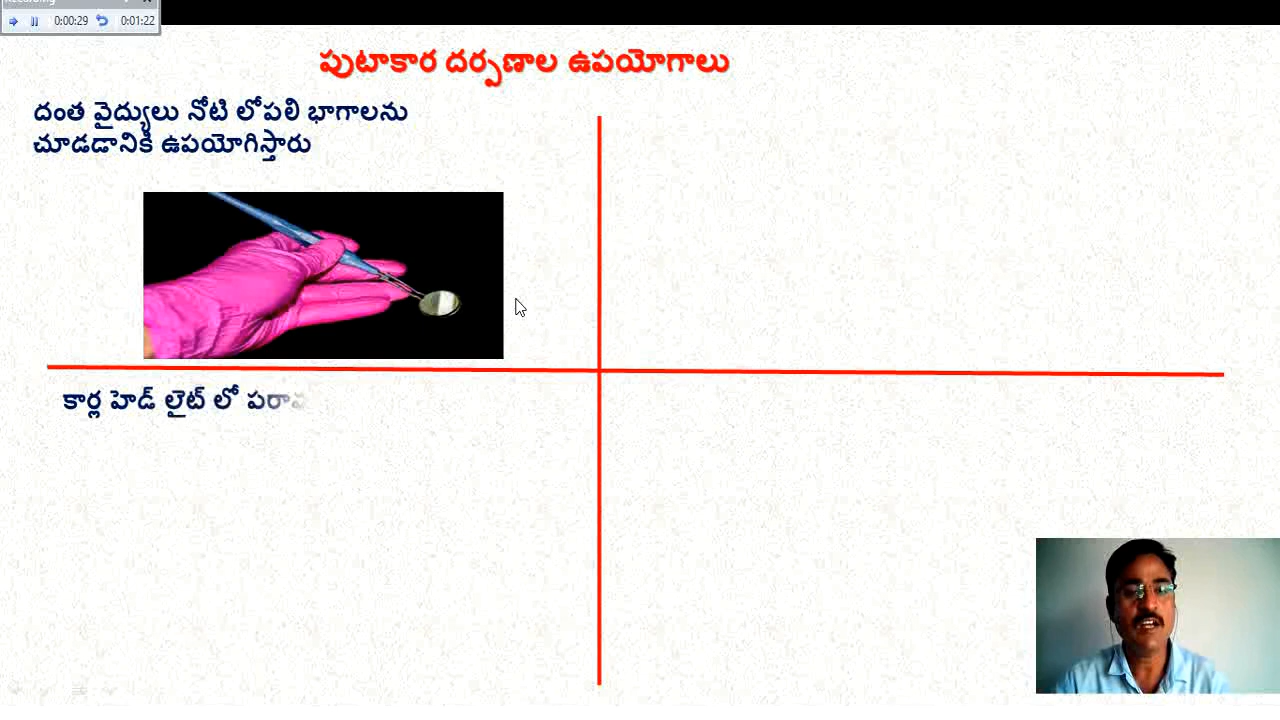 0:00:29
0:01:22
పుటాకార దర్పణాల ఉపయోగాలు
దంత వైద్యులు నోటి లోపలి భాగాలను
చూడడానికి ఉపయోగిస్తారు
కార్ల హెడ్ లైట్ లో